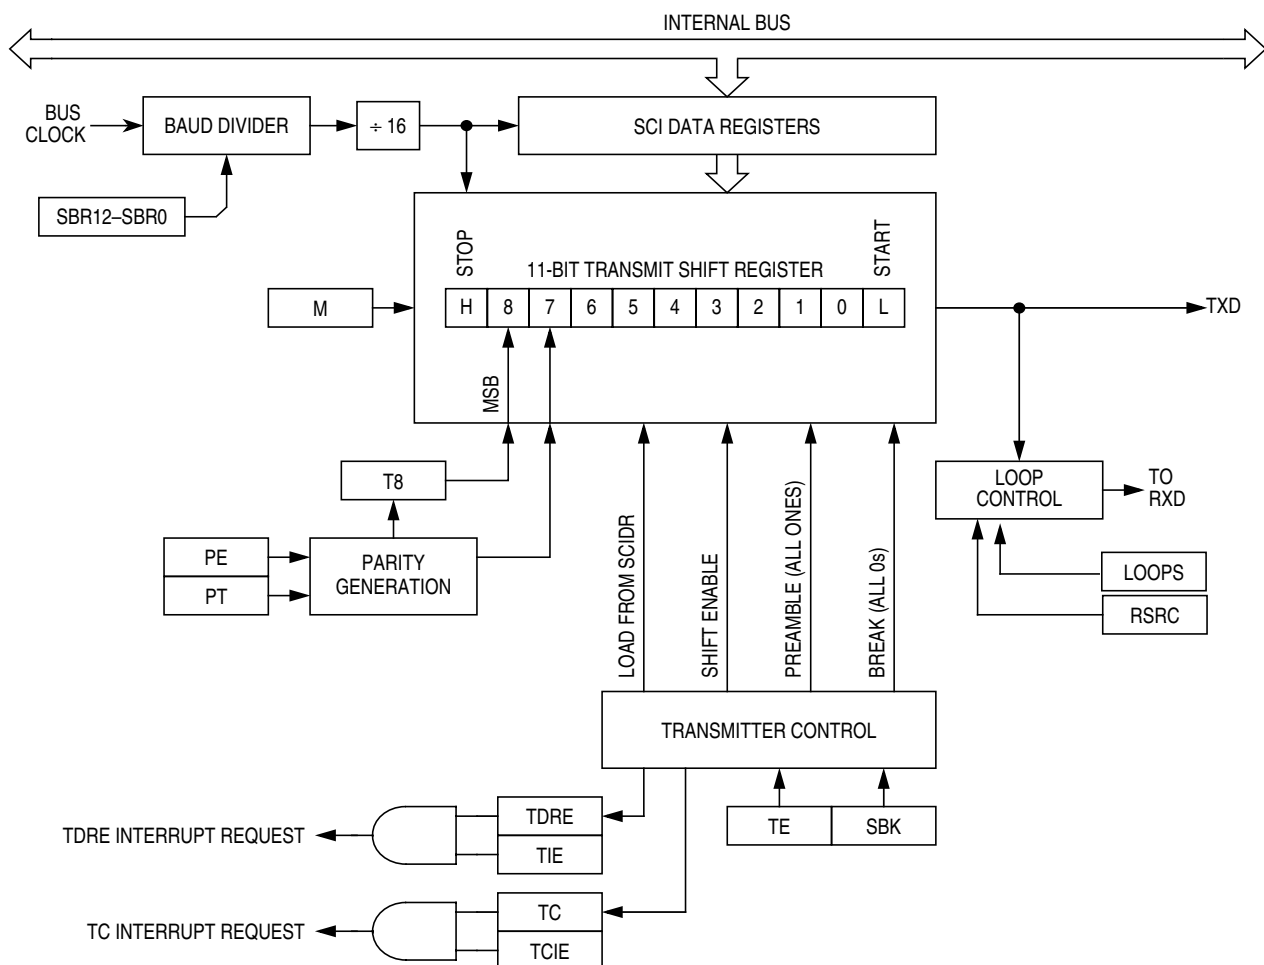 INTERNAL BUS
BUS
CLOCK
BAUD DIVIDER
÷ 16
SCI DATA REGISTERS
SBR12–SBR0
STOP
11-BIT TRANSMIT SHIFT REGISTER
START
M
H 8 7 6 5 4 3 2 1 0 L
TXD
MSB
T8
LOOP
CONTROL
TO
RXD
PE
PT
PARITY
GENERATION
LOAD FROM SCIDR
SHIFT ENABLE
PREAMBLE (ALL ONES)
BREAK (ALL 0s)
LOOPS
RSRC
TRANSMITTER CONTROL
TDRE INTERRUPT REQUEST
TDRE
TIE
TE
SBK
TC INTERRUPT REQUEST
TC
TCIE